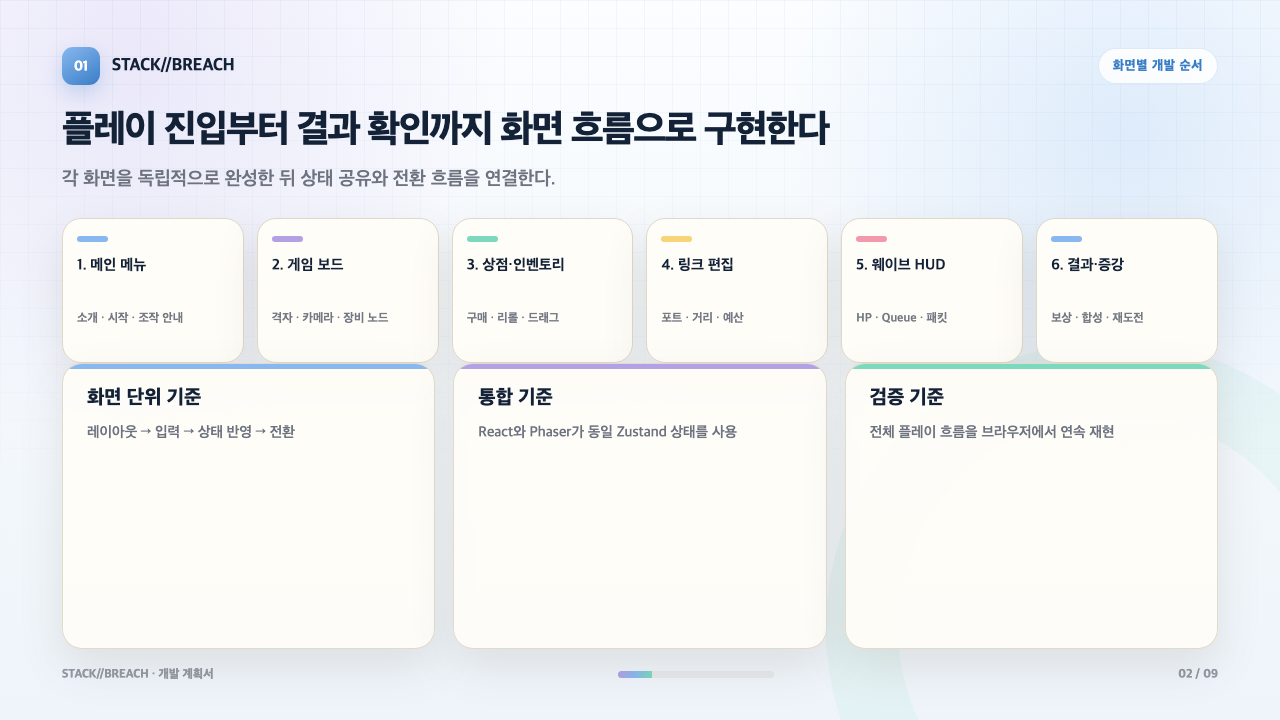 01
STACK//BREACH
화면별 개발 순서
플레이 진입부터 결과 확인까지 화면 흐름으로 구현한다
각 화면을 독립적으로 완성한 뒤 상태 공유와 전환 흐름을 연결한다.
1. 메인 메뉴
소개 · 시작 · 조작 안내
2. 게임 보드
격자 · 카메라 · 장비 노드
3. 상점·인벤토리
구매 · 리롤 · 드래그
4. 링크 편집
포트 · 거리 · 예산
5. 웨이브 HUD
HP · Queue · 패킷
6. 결과·증강
보상 · 합성 · 재도전
화면 단위 기준
레이아웃 → 입력 → 상태 반영 → 전환
통합 기준
React와 Phaser가 동일 Zustand 상태를 사용
검증 기준
전체 플레이 흐름을 브라우저에서 연속 재현
STACK//BREACH · 개발 계획서
02 / 09